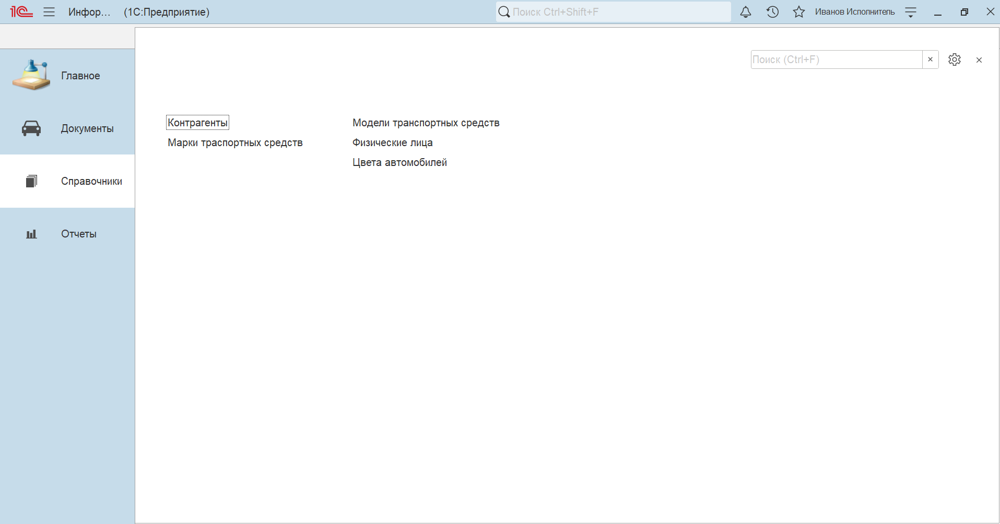 1С Инфор... (1С:Предприятие) Поиск Ctrl+Shift+F Иванов Исполнитель
Поиск (Ctrl+F)
Главное
Документы
Справочники
Отчеты
Контрагенты
Марки траспортных средств
Модели транспортных средств
Физические лица
Цвета автомобилей